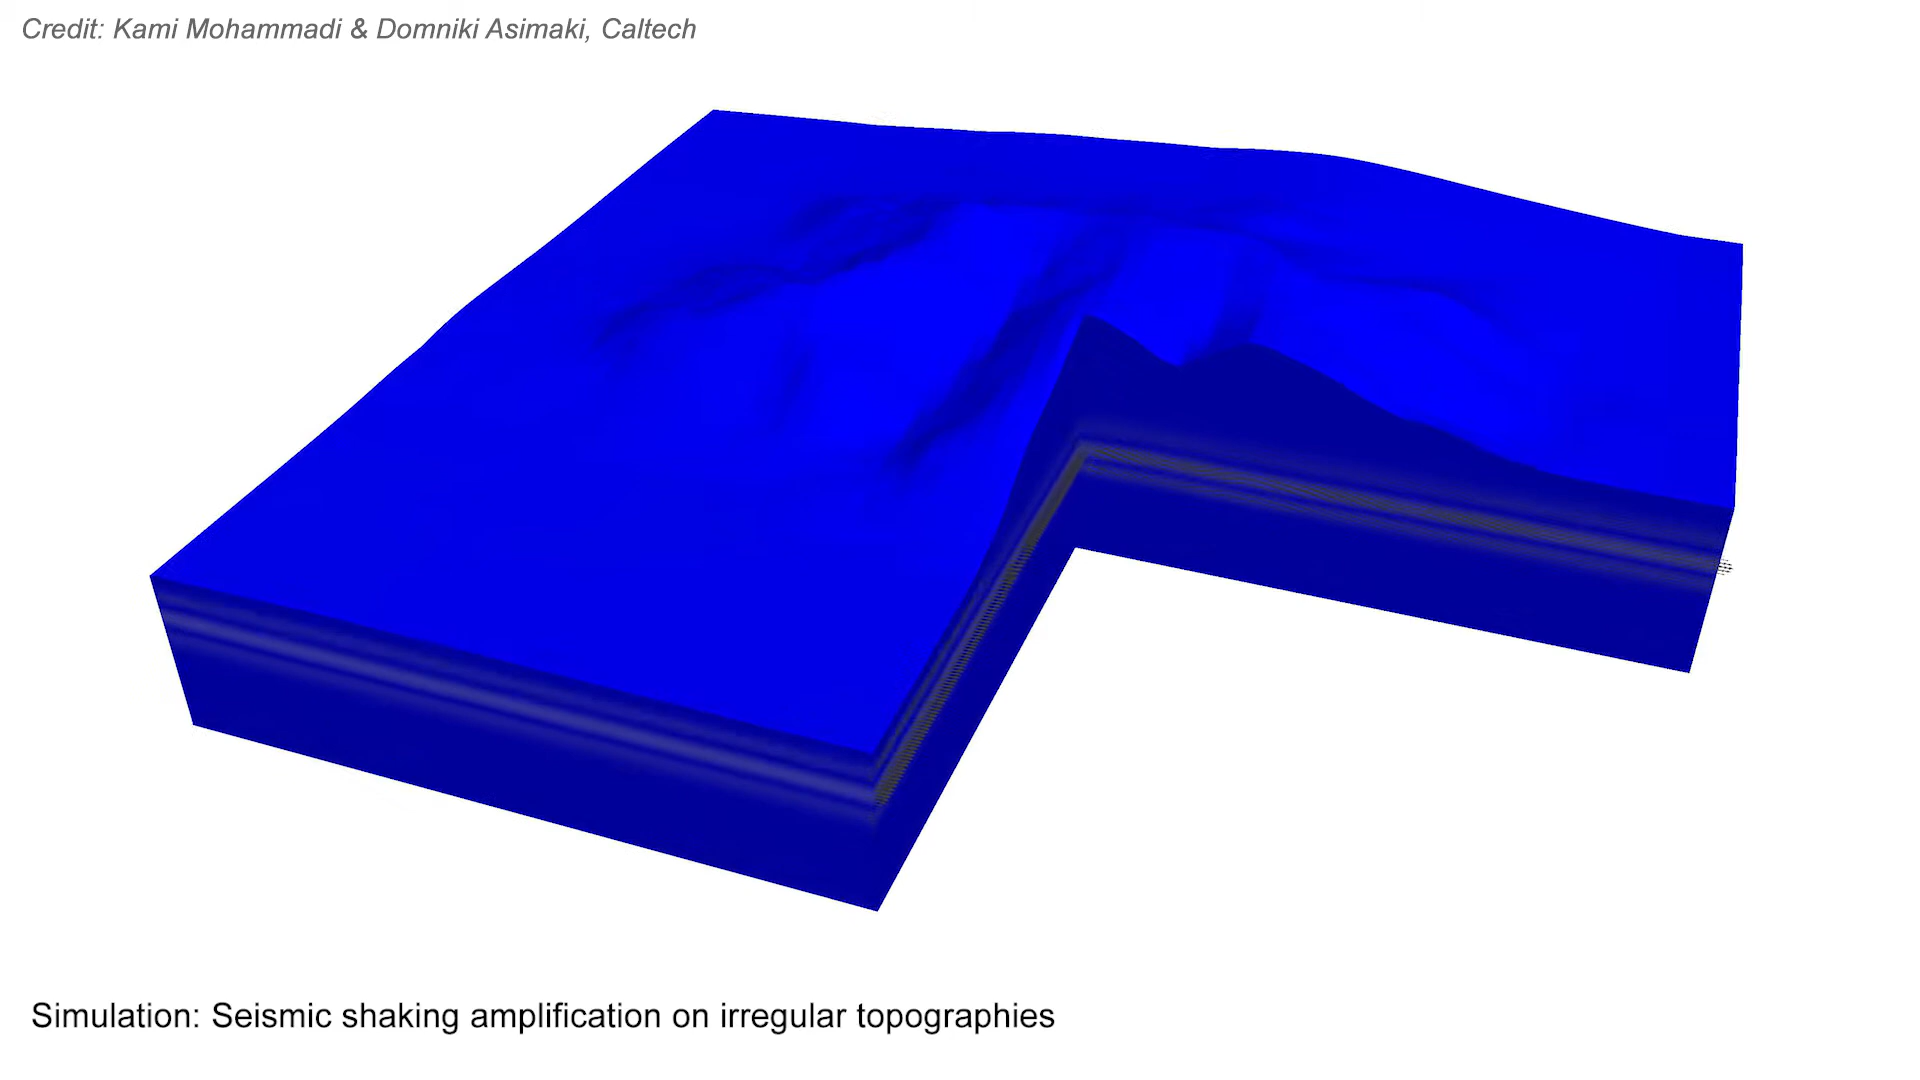 Credit: Kami Mohammadi & Domniki Asimaki, Caltech
Simulation: Seismic shaking amplification on irregular topographies